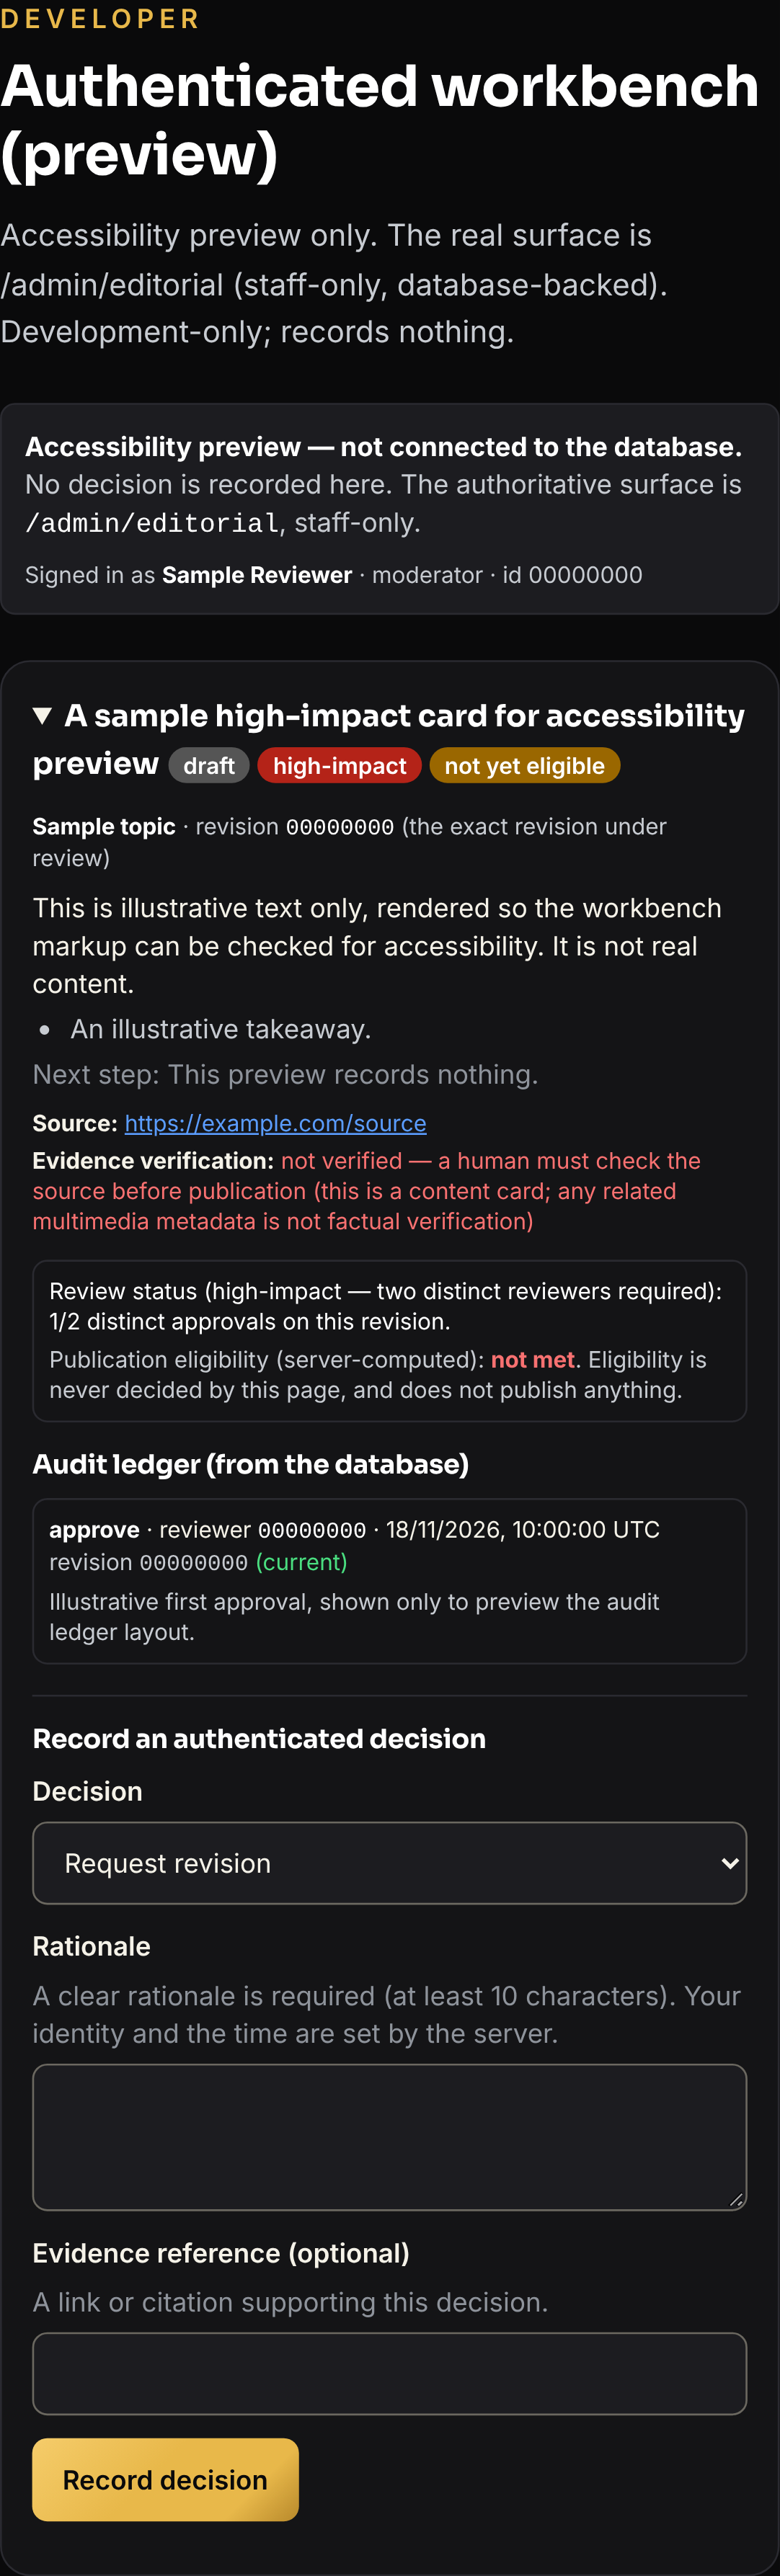 DEVELOPER
Authenticated workbench
(preview)
Accessibility preview only. The real surface is
/admin/editorial (staff-only, database-backed).
Development-only; records nothing.
Accessibility preview — not connected to the database.
No decision is recorded here. The authoritative surface is
/admin/editorial, staff-only.
Signed in as Sample Reviewer · moderator · id 00000000
▼ A sample high-impact card for accessibility
preview draft high-impact not yet eligible
Sample topic · revision 00000000 (the exact revision under
review)
This is illustrative text only, rendered so the workbench
markup can be checked for accessibility. It is not real
content.
• An illustrative takeaway.
Next step: This preview records nothing.
Source: https://example.com/source
Evidence verification: not verified — a human must check the
source before publication (this is a content card; any related
multimedia metadata is not factual verification)
Review status (high-impact — two distinct reviewers required):
1/2 distinct approvals on this revision.
Publication eligibility (server-computed): not met. Eligibility is
never decided by this page, and does not publish anything.
Audit ledger (from the database)
approve · reviewer 00000000 · 18/11/2026, 10:00:00 UTC
revision 00000000 (current)
Illustrative first approval, shown only to preview the audit
ledger layout.
Record an authenticated decision
Decision
Request revision
Rationale
A clear rationale is required (at least 10 characters). Your
identity and the time are set by the server.
Evidence reference (optional)
A link or citation supporting this decision.
Record decision